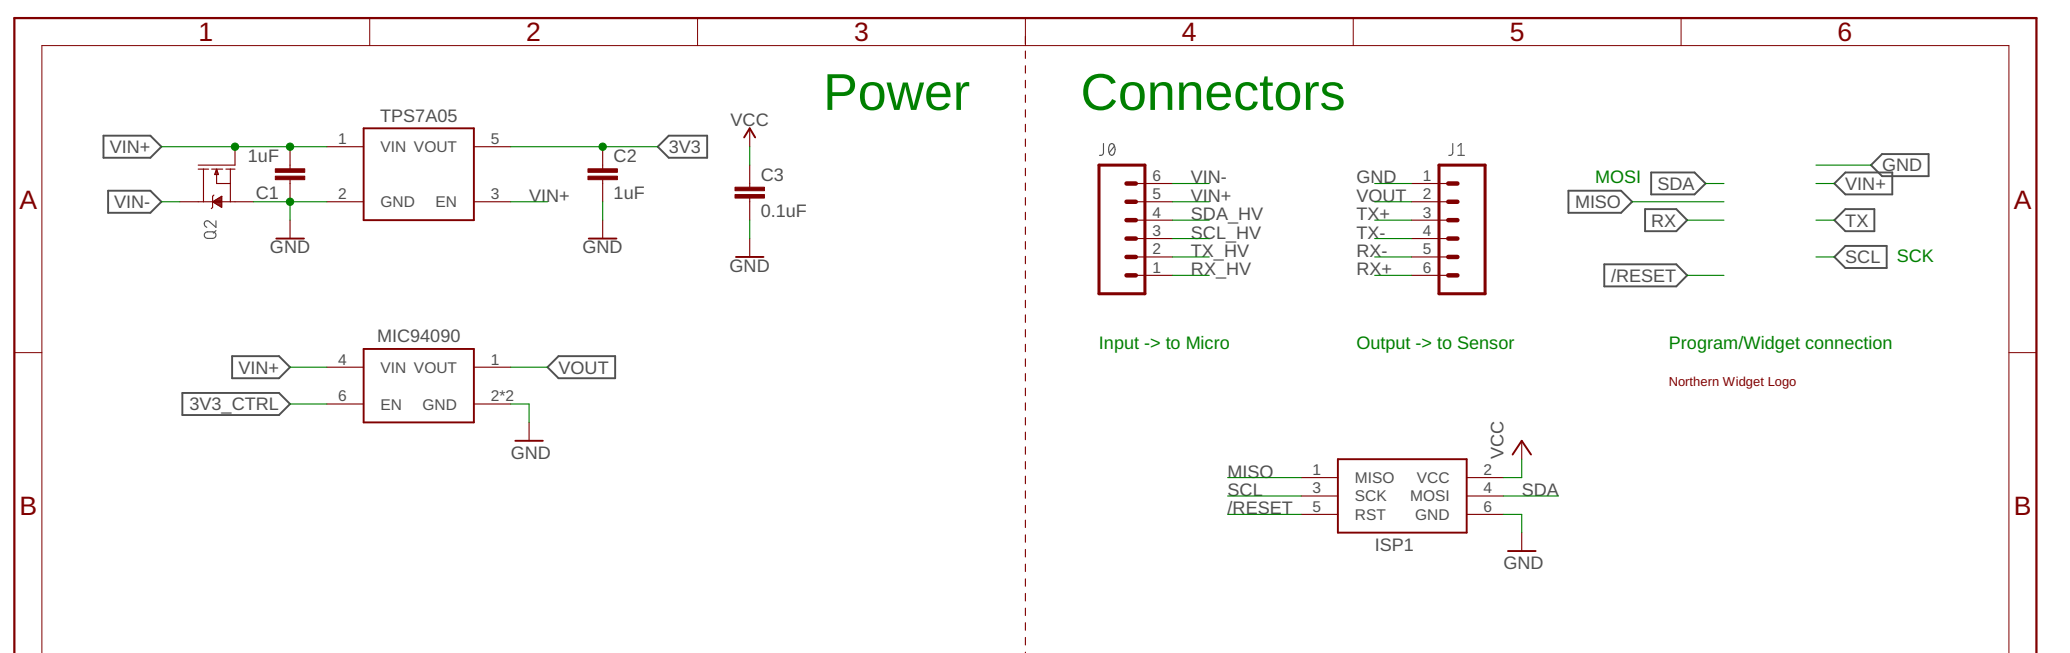 1 2 3 4 5 6
Power
Connectors
A
A
TPS7A05
VIN+
1
VIN VOUT
5
3V3
1uF
C1
C2
1uF
VIN-
2
GND EN
3
VIN+
Q2
GND
GND
VCC
C3
0.1uF
GND
J0
6 VIN-
5 VIN+
4 SDA_HV
3 SCL_HV
2 TX_HV
1 RX_HV
Input -> to Micro
J1
GND 1
VOUT 2
TX+ 3
TX- 4
RX- 5
RX+ 6
Output -> to Sensor
MOSI SDA
MISO
RX
/RESET
GND
VIN+
TX
SCL SCK
Program/Widget connection
Northern Widget Logo
MIC94090
VIN+
4
VIN VOUT
1
VOUT
3V3_CTRL
6
EN GND
2*2
GND
B
B
VCC
MISO 1 MISO VCC 2
SCL 3 SCK MOSI 4 SDA
/RESET 5 RST GND 6
ISP1
GND